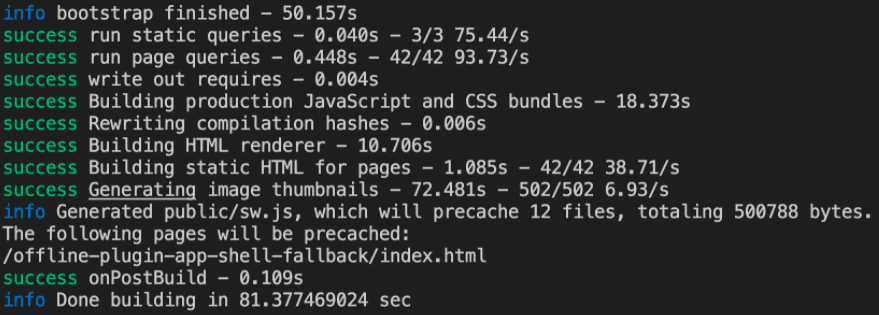 info bootstrap finished – 50.157s
success run static queries – 0.040s – 3/3 75.44/s
success run page queries – 0.448s – 42/42 93.73/s
success write out requires – 0.004s
success Building production JavaScript and CSS bundles – 18.373s
success Rewriting compilation hashes – 0.006s
success Building HTML renderer – 10.706s
success Building static HTML for pages – 1.085s – 42/42 38.71/s
success Generating image thumbnails – 72.481s – 502/502 6.93/s
info Generated public/sw.js, which will precache 12 files, totaling 500788 bytes.
The following pages will be precached:
/offline-plugin-app-shell-fallback/index.html
success onPostBuild – 0.109s
info Done building in 81.377469024 sec